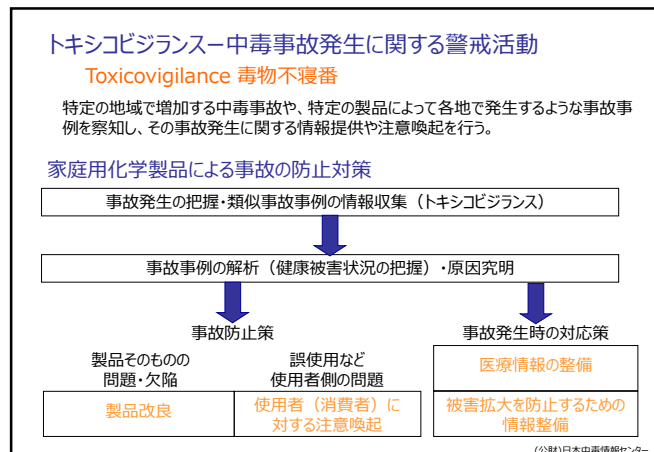 トキシコビジランスー中毒事故発生に関する警戒活動
Toxicovigilance 毒物不寝番
特定の地域で増加する中毒事故や、特定の製品によって各地で発生するような事故事
例を察知し、その事故発生に関する情報提供や注意喚起を行う。
家庭用化学製品による事故の防止対策
事故発生の把握・類似事故事例の情報収集（トキシコビジランス）
事故事例の解析（健康被害状況の把握）・原因究明
事故防止策
事故発生時の対応策
製品そのものの
問題・欠陥
製品改良
誤使用など
使用者側の問題
使用者（消費者）に
対する注意喚起
医療情報の整備
被害拡大を防止するための
情報整備
(公財)日本中毒情報センター